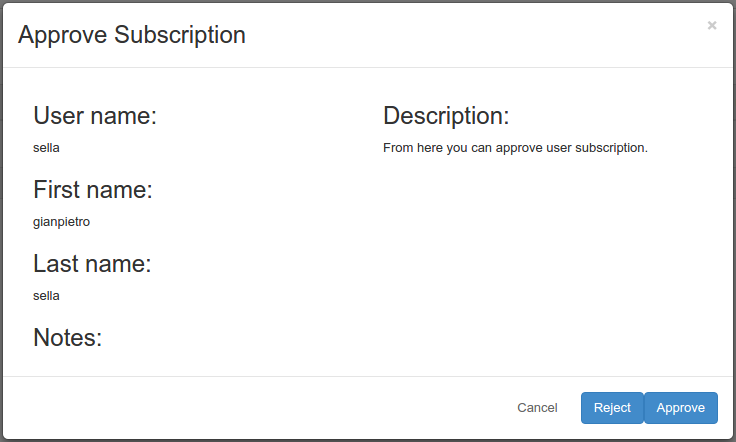 Approve Subscription
×
User name:
sella
First name:
gianpietro
Last name:
sella
Notes:
Description:
From here you can approve user subscription.
Cancel
Reject
Approve